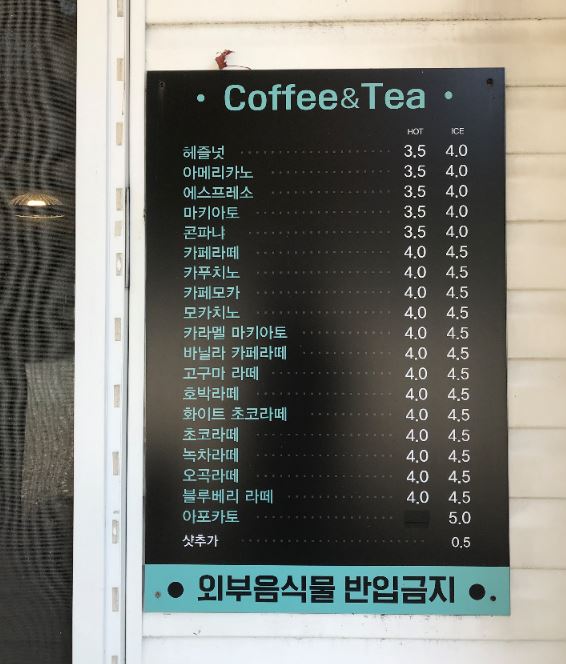 • Coffee&Tea •
HOT ICE
헤즐넛 3.5 4.0
아메리카노 3.5 4.0
에스프레소 3.5 4.0
마키아토 3.5 4.0
콘파냐 3.5 4.0
카페라떼 4.0 4.5
카푸치노 4.0 4.5
카페모카 4.0 4.5
모카치노 4.0 4.5
카라멜 마키아토 4.0 4.5
바닐라 카페라떼 4.0 4.5
고구마 라떼 4.0 4.5
호박라떼 4.0 4.5
화이트 초코라떼 4.0 4.5
초코라떼 4.0 4.5
녹차라떼 4.0 4.5
오곡라떼 4.0 4.5
블루베리 라떼 4.0 4.5
아포카토 5.0
샷추가 0.5
● 외부음식물 반입금지 ●.